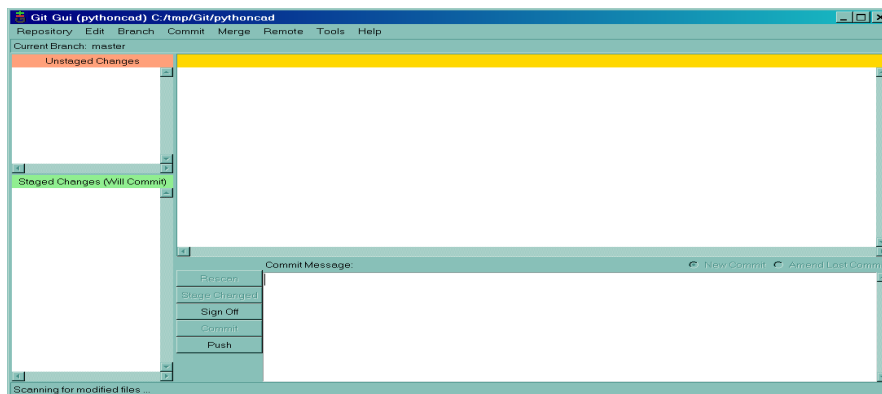 Git Gui (pythoncad) C:/tmp/Git/pythoncad
Repository Edit Branch Commit Merge Remote Tools Help
Current Branch: master
Unstaged Changes
Staged Changes (Will Commit)
Commit Message:
New Commit Amend Last Comm
Rescan
Stage Changed
Sign Off
Commit
Push
Scanning for modified files ...